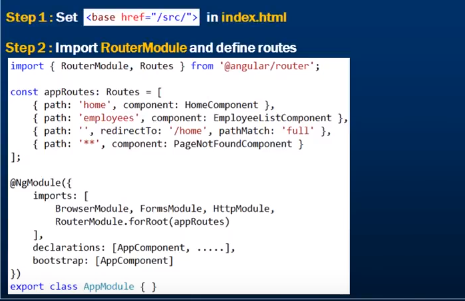 Step 1 : Set <base href="/src/"> in index.html
Step 2 : Import RouterModule and define routes
import { RouterModule, Routes } from '@angular/router';
const appRoutes: Routes = [
{ path: 'home', component: HomeComponent },
{ path: 'employees', component: EmployeeListComponent },
{ path: '', redirectTo: '/home', pathMatch: 'full' },
{ path: '**', component: PageNotFoundComponent }
];
@NgModule({
imports: [
BrowserModule, FormsModule, HttpModule,
RouterModule.forRoot(appRoutes)
],
declarations: [AppComponent, .....],
bootstrap: [AppComponent]
})
export class AppModule { }